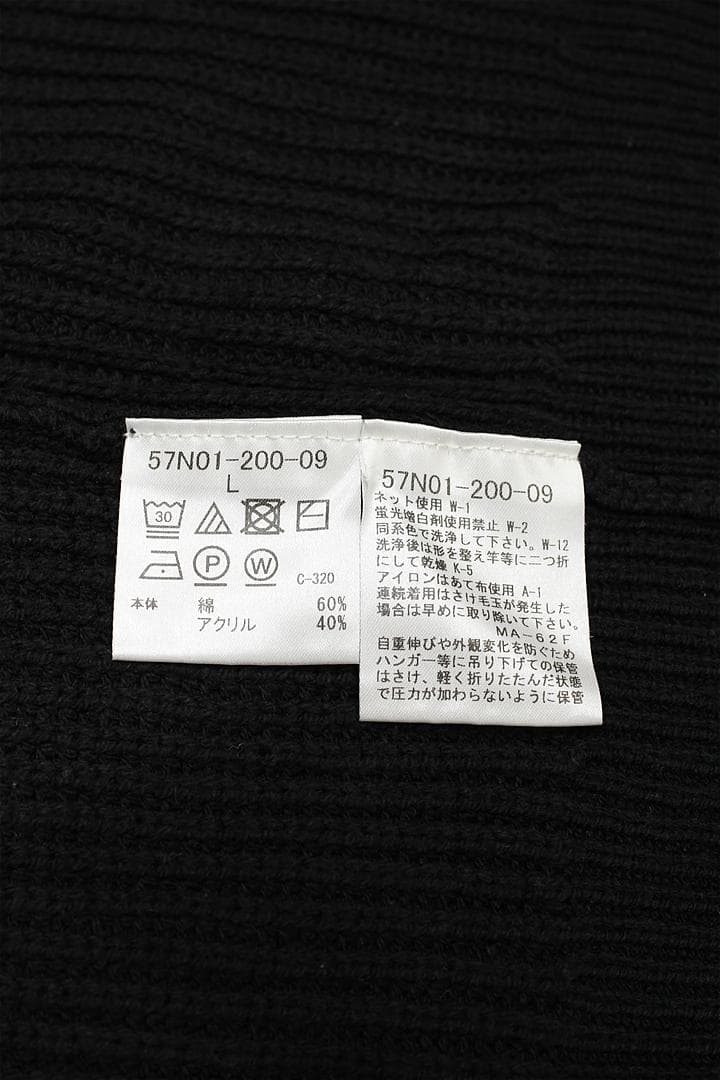 57N01-200-09
L
30
P W C-320
本体 綿 60%
アクリル 40%
57N01-200-09
ネット使用 W-1
蛍光増白剤使用禁止 W-2
同系色で洗浄して下さい。W-12
洗浄後は形を整え竿等に二つ折
にして乾燥 K-5
アイロンはあて布使用 A-1
連続着用はさけ毛玉が発生した
場合は早めに取り除いて下さい。
MA-62F
自重伸びや外観変化を防ぐため
ハンガー等に吊り下げての保管
はさけ、軽く折りたたんだ状態
で圧力が加わらないように保管